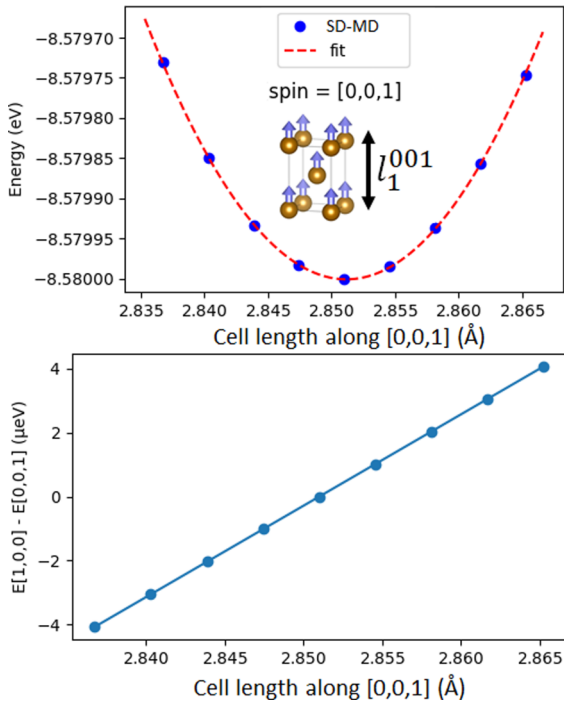 SD-MD
fit
spin = [0,0,1]
l₁⁰⁰¹
Energy (eV)
−8.57970
−8.57975
−8.57980
−8.57985
−8.57990
−8.57995
−8.58000
2.835 2.840 2.845 2.850 2.855 2.860 2.865
Cell length along [0,0,1] (Å)
E[1,0,0] - E[0,0,1] (µeV)
4
2
0
−2
−4
2.840 2.845 2.850 2.855 2.860 2.865
Cell length along [0,0,1] (Å)